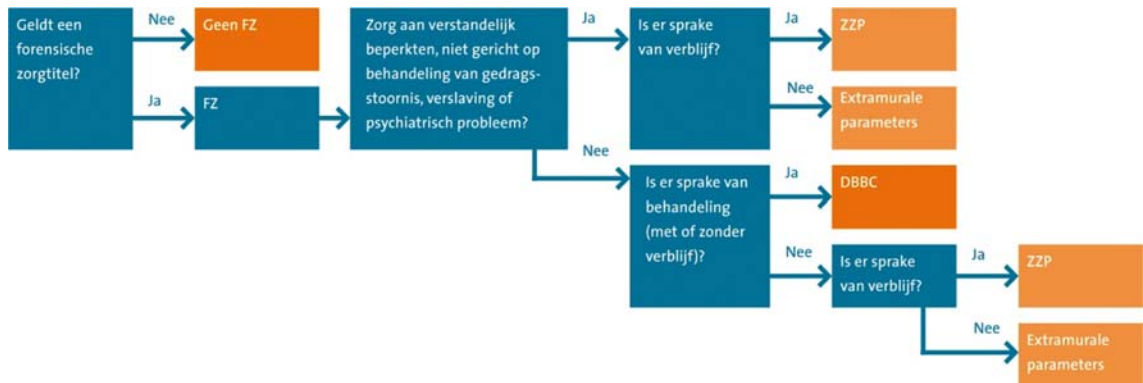 Geldt een
forensische
zorgtitel?
Nee
Geen FZ
Ja
FZ
Zorg aan verstandelijk
beperkten, niet gericht op
behandeling van gedrags-
stoornis, verslaving of
psychiatrisch probleem?
Ja
Is er sprake
van verblijf?
Ja
ZZP
Nee
Extramurale
parameters
Nee
Is er sprake van
behandeling
(met of zonder
verblijf)?
Ja
DBBC
Nee
Is er sprake
van verblijf?
Ja
ZZP
Nee
Extramurale
parameters